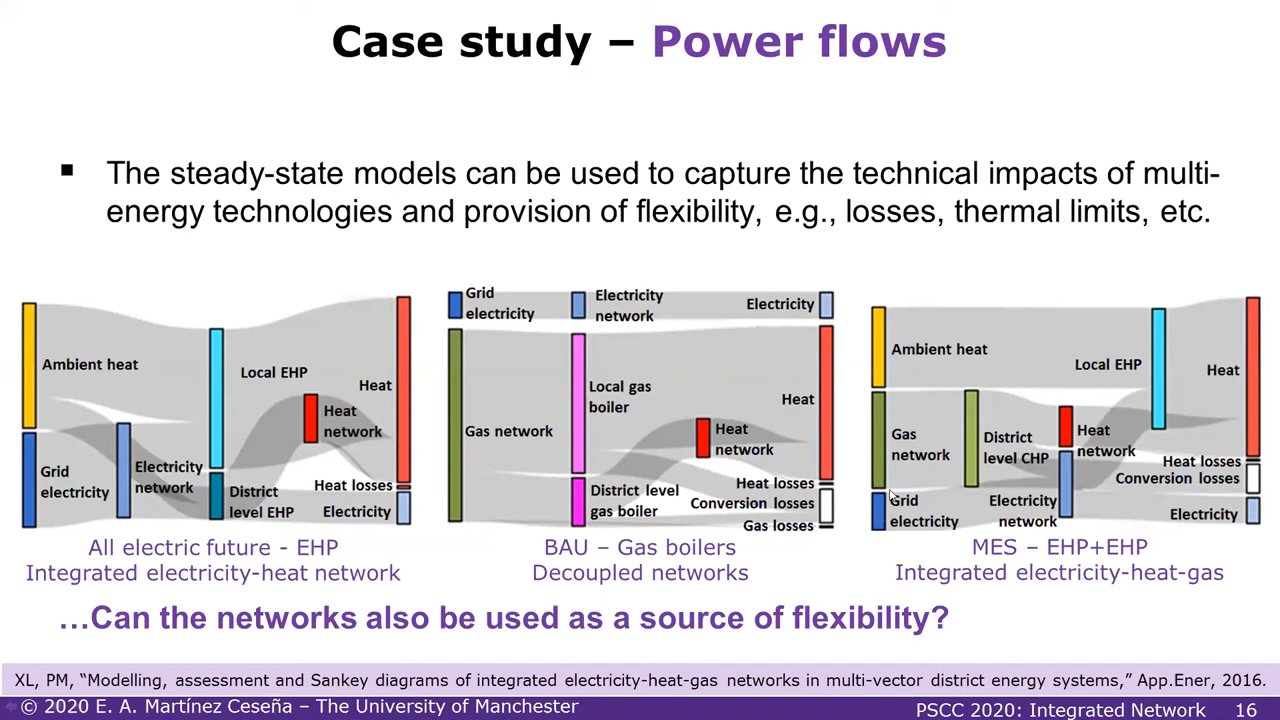 Case study – Power flows
▪ The steady-state models can be used to capture the technical impacts of multi-
energy technologies and provision of flexibility, e.g., losses, thermal limits, etc.
Ambient heat
Grid
electricity
Electricity
network
Local EHP
District
level EHP
Heat
network
Heat
Heat losses
Electricity
All electric future - EHP
Integrated electricity-heat network
Grid
electricity
Electricity
network
Electricity
Gas network
Local gas
boiler
District level
gas boiler
Heat
network
Heat
Heat losses
Conversion losses
Gas losses
BAU – Gas boilers
Decoupled networks
Ambient heat
Gas
network
Grid
electricity
District
level CHP
Electricity
network
Heat
network
Local EHP
Heat
Heat losses
Conversion losses
Electricity
MES – EHP+EHP
Integrated electricity-heat-gas
…Can the networks also be used as a source of flexibility?
XL, PM, “Modelling, assessment and Sankey diagrams of integrated electricity-heat-gas networks in multi-vector district energy systems,” App.Ener, 2016.
© 2020 E. A. Martínez Ceseña – The University of Manchester
PSCC 2020: Integrated Network 16